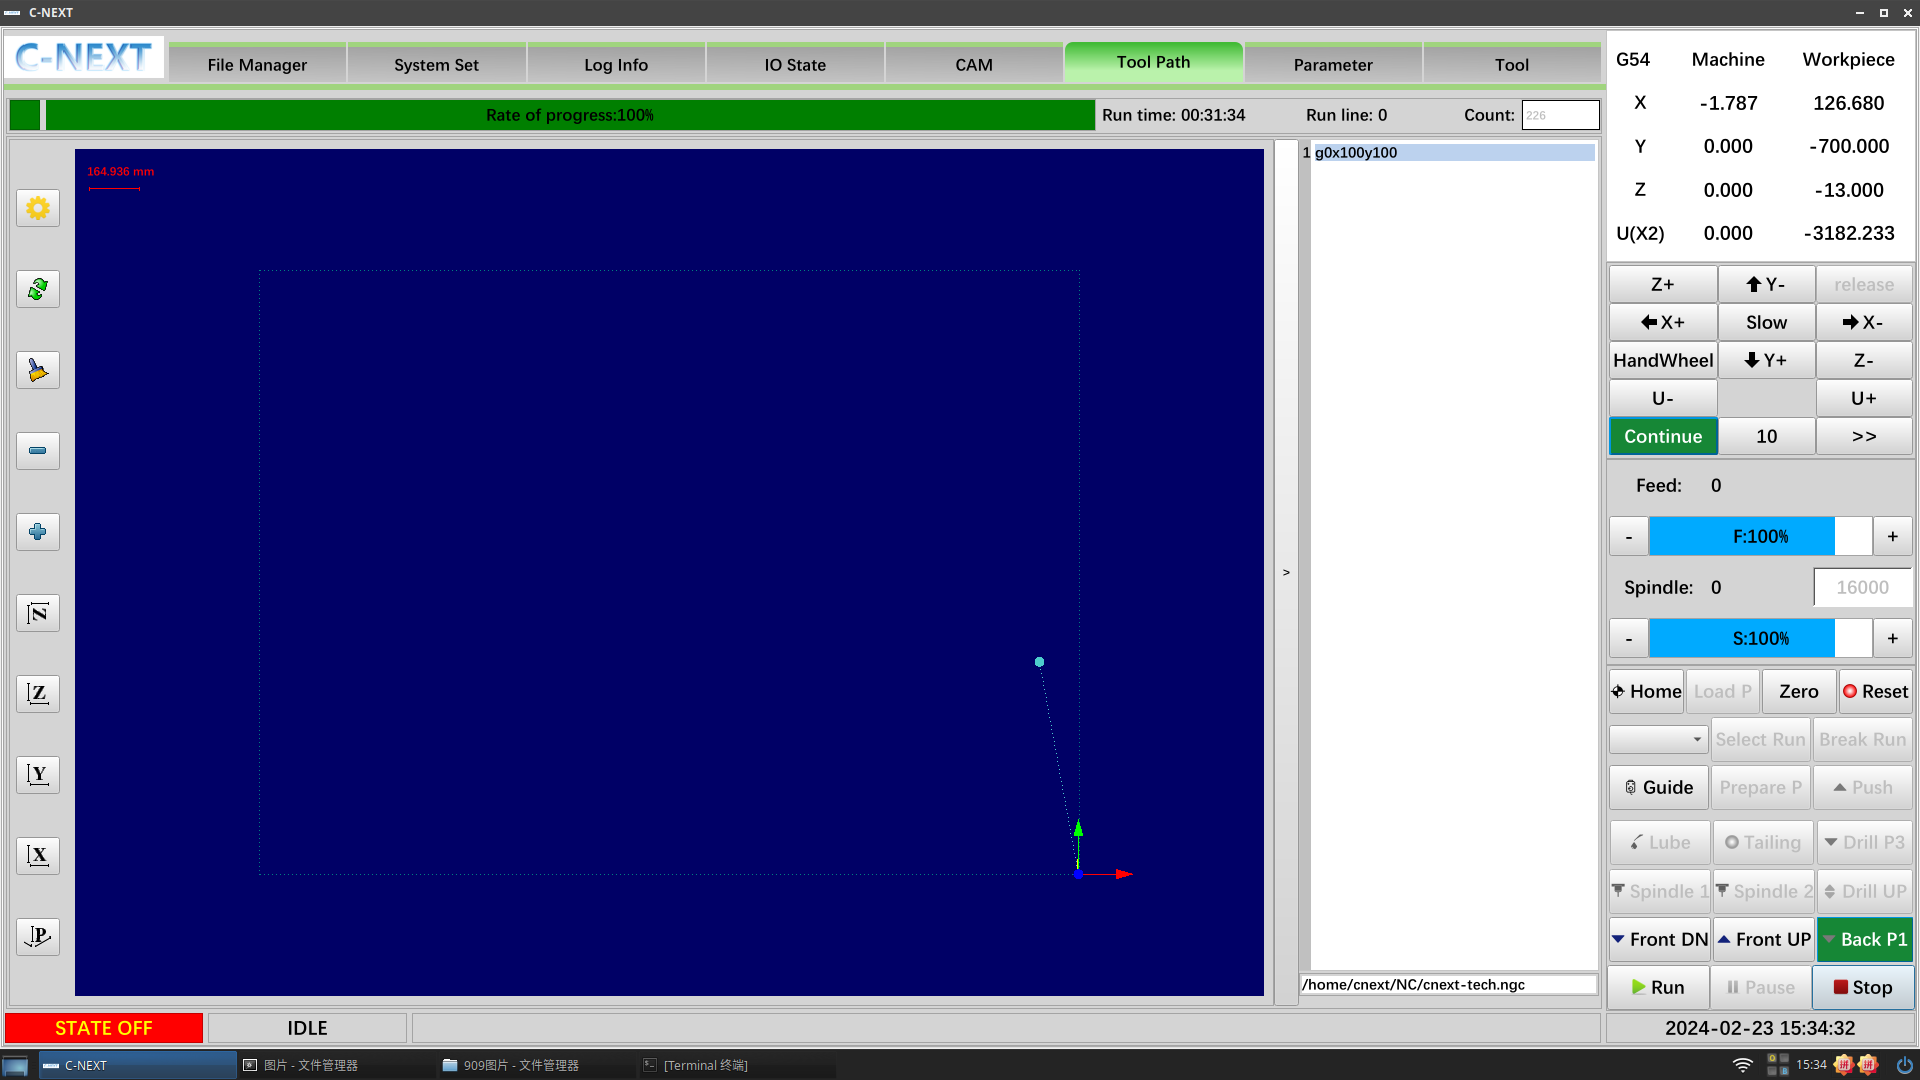 C-NEXT
C-NEXT
File Manager
System Set
Log Info
IO State
CAM
Tool Path
Parameter
Tool
Rate of progress:100%
Run time: 00:31:34
Run line: 0
Count: 226
164.936 mm
1 g0x100y100
>
/home/cnext/NC/cnext-tech.ngc
G54 Machine Workpiece
X -1.787 126.680
Y 0.000 -700.000
Z 0.000 -13.000
U(X2) 0.000 -3182.233
Z+ Y- release
X+ Slow X-
HandWheel Y+ Z-
U- U+
Continue 10 >>
Feed: 0
- F:100% +
Spindle: 0 16000
- S:100% +
Home Load P Zero Reset
Select Run Break Run
Guide Prepare P Push
Lube Tailing Drill P3
Spindle 1 Spindle 2 Drill UP
Front DN Front UP Back P1
Run Pause Stop
N
Z
Y
X
P
STATE OFF
IDLE
2024-02-23 15:34:32
C-NEXT
图片 - 文件管理器
909图片 - 文件管理器
[Terminal 终端]
15:34
拼
拼